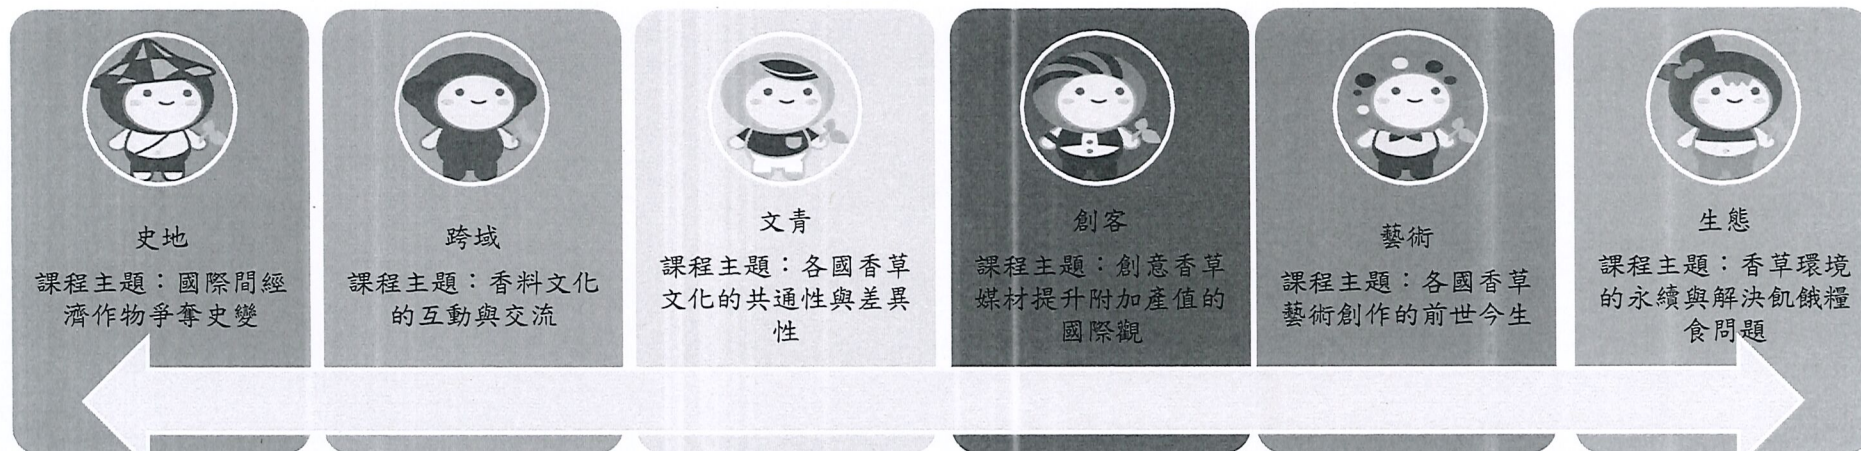 史地
課程主題：國際間經
濟作物爭奪史變
跨域
課程主題：香料文化
的互動與交流
文青
課程主題：各國香草
文化的共通性與差異
性
創客
課程主題：創意香草
媒材提升附加產值的
國際觀
藝術
課程主題：各國香草
藝術創作的前世今生
生態
課程主題：香草環境
的永續與解決飢餓糧
食問題